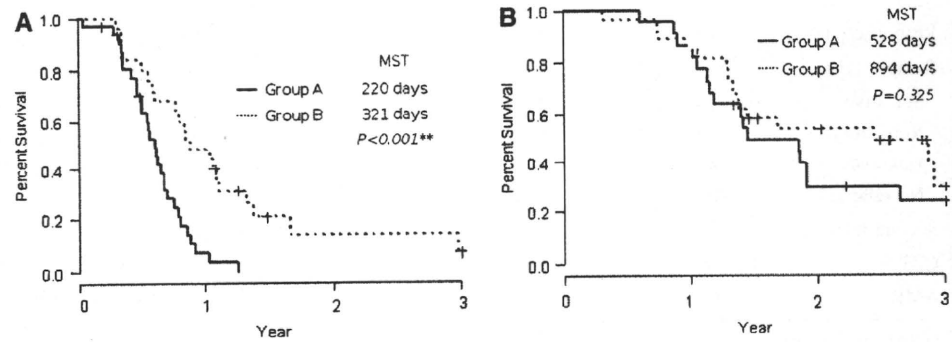 A
MST
Group A 220 days
Group B 321 days
P<0.001**
Percent Survival
1.0
0.8
0.6
0.4
0.2
0.0
0 1 2 3
Year
B
MST
Group A 528 days
Group B 894 days
P=0.325
Percent Survival
1.0
0.8
0.6
0.4
0.2
0.0
0 1 2 3
Year